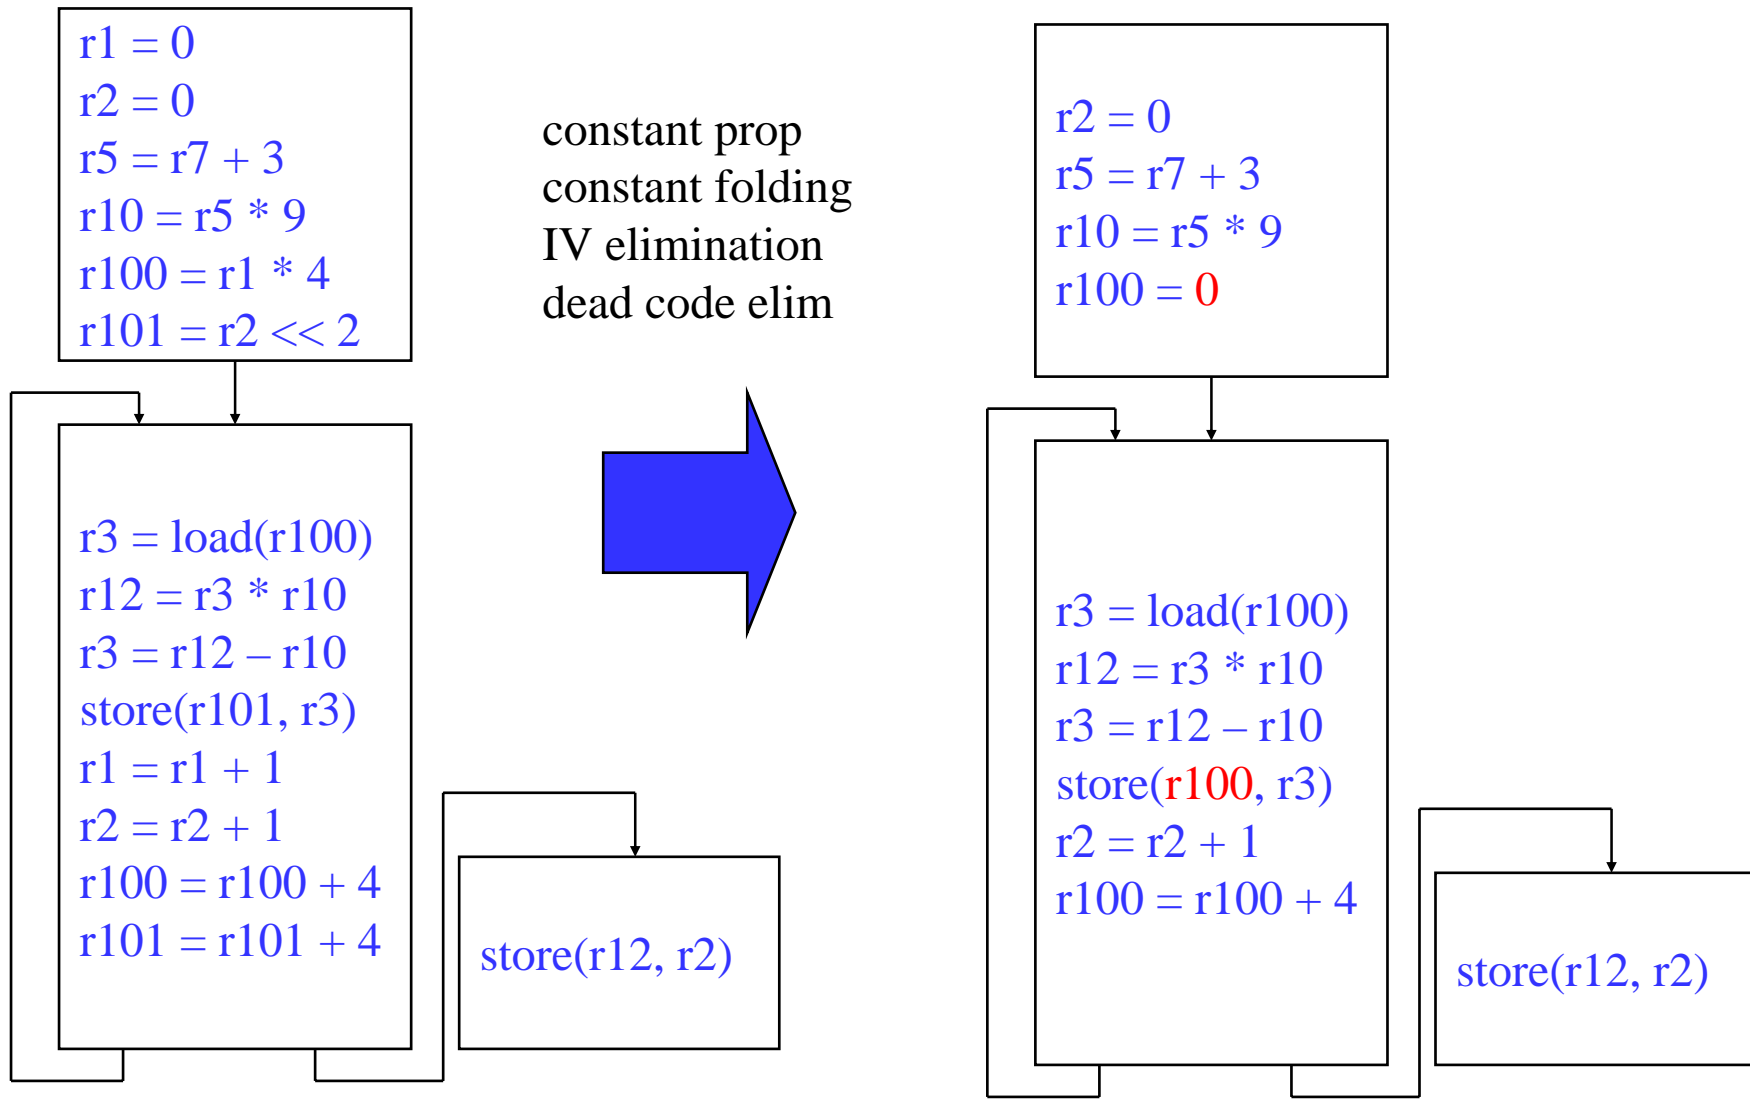 r1 = 0
r2 = 0
r5 = r7 + 3
r10 = r5 * 9
r100 = r1 * 4
r101 = r2 << 2
r3 = load(r100)
r12 = r3 * r10
r3 = r12 – r10
store(r101, r3)
r1 = r1 + 1
r2 = r2 + 1
r100 = r100 + 4
r101 = r101 + 4
store(r12, r2)
constant prop
constant folding
IV elimination
dead code elim
r2 = 0
r5 = r7 + 3
r10 = r5 * 9
r100 = 0
r3 = load(r100)
r12 = r3 * r10
r3 = r12 – r10
store(r100, r3)
r2 = r2 + 1
r100 = r100 + 4
store(r12, r2)